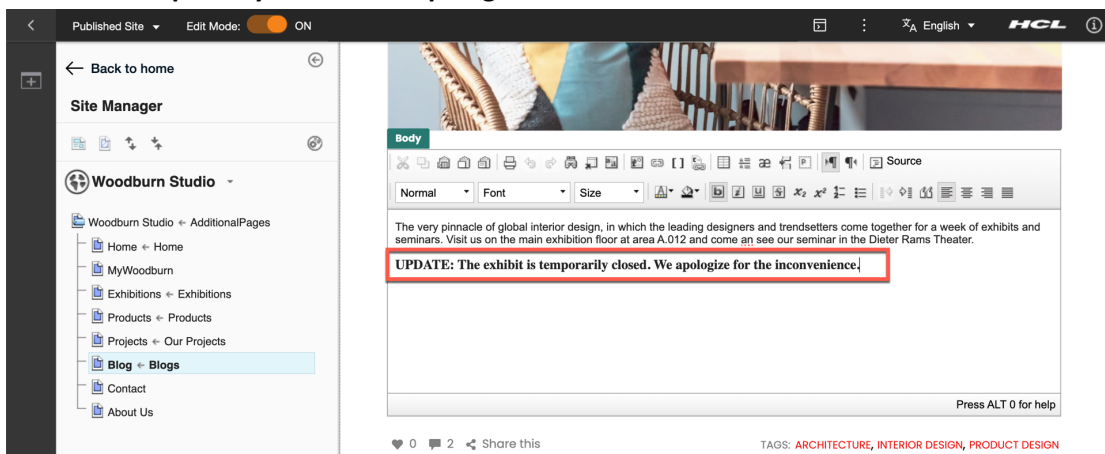 Published Site
Edit Mode:
ON
English
HCL
Back to home
Site Manager
Woodburn Studio
Woodburn Studio ← AdditionalPages
Home ← Home
MyWoodburn
Exhibitions ← Exhibitions
Products ← Products
Projects ← Our Projects
Blog ← Blogs
Contact
About Us
Body
Source
Normal
Font
Size
The very pinnacle of global interior design, in which the leading designers and trendsetters come together for a week of exhibits and
seminars. Visit us on the main exhibition floor at area A.012 and come an see our seminar in the Dieter Rams Theater.
UPDATE: The exhibit is temporarily closed. We apologize for the inconvenience.
Press ALT 0 for help
0 2 Share this
TAGS: ARCHITECTURE, INTERIOR DESIGN, PRODUCT DESIGN